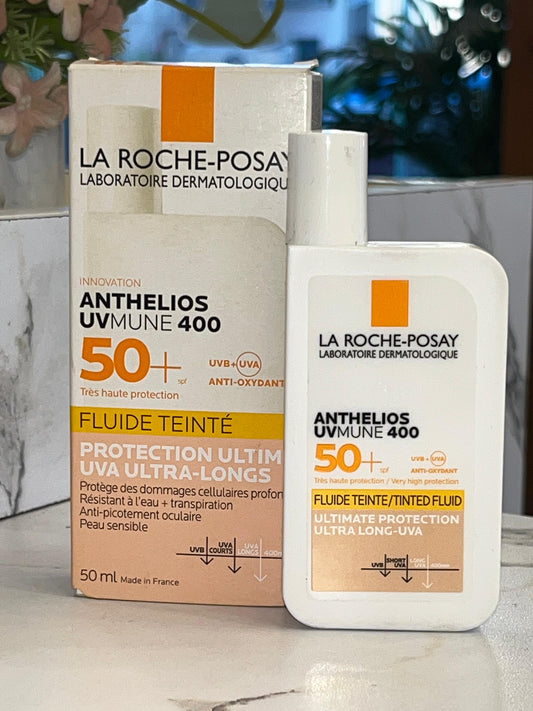 LA ROCHE-POSAY
LABORATOIRE DERMATOLOGIQUE
INNOVATION
ANTHELIOS
UVMUNE 400
50+
spf
UVB+UVA
ANTI-OXYDANT
Très haute protection
FLUIDE TEINTÉ
PROTECTION ULTIM
UVA ULTRA-LONGS
Protège des dommages cellulaires profon
Résistant à l'eau + transpiration
Anti-picotement oculaire
Peau sensible
UVB
UVA
COURTS
UVA
LONGS
400nm
50 ml Made in France
LA ROCHE-POSAY
LABORATOIRE DERMATOLOGIQUE
ANTHELIOS
UVMUNE 400
50+
spf
UVB+UVA
ANTI-OXYDANT
Très haute protection / Very high protection
FLUIDE TEINTE/TINTED FLUID
ULTIMATE PROTECTION
ULTRA LONG-UVA
UVB
SHORT
UVA
LONG
UVA
400nm